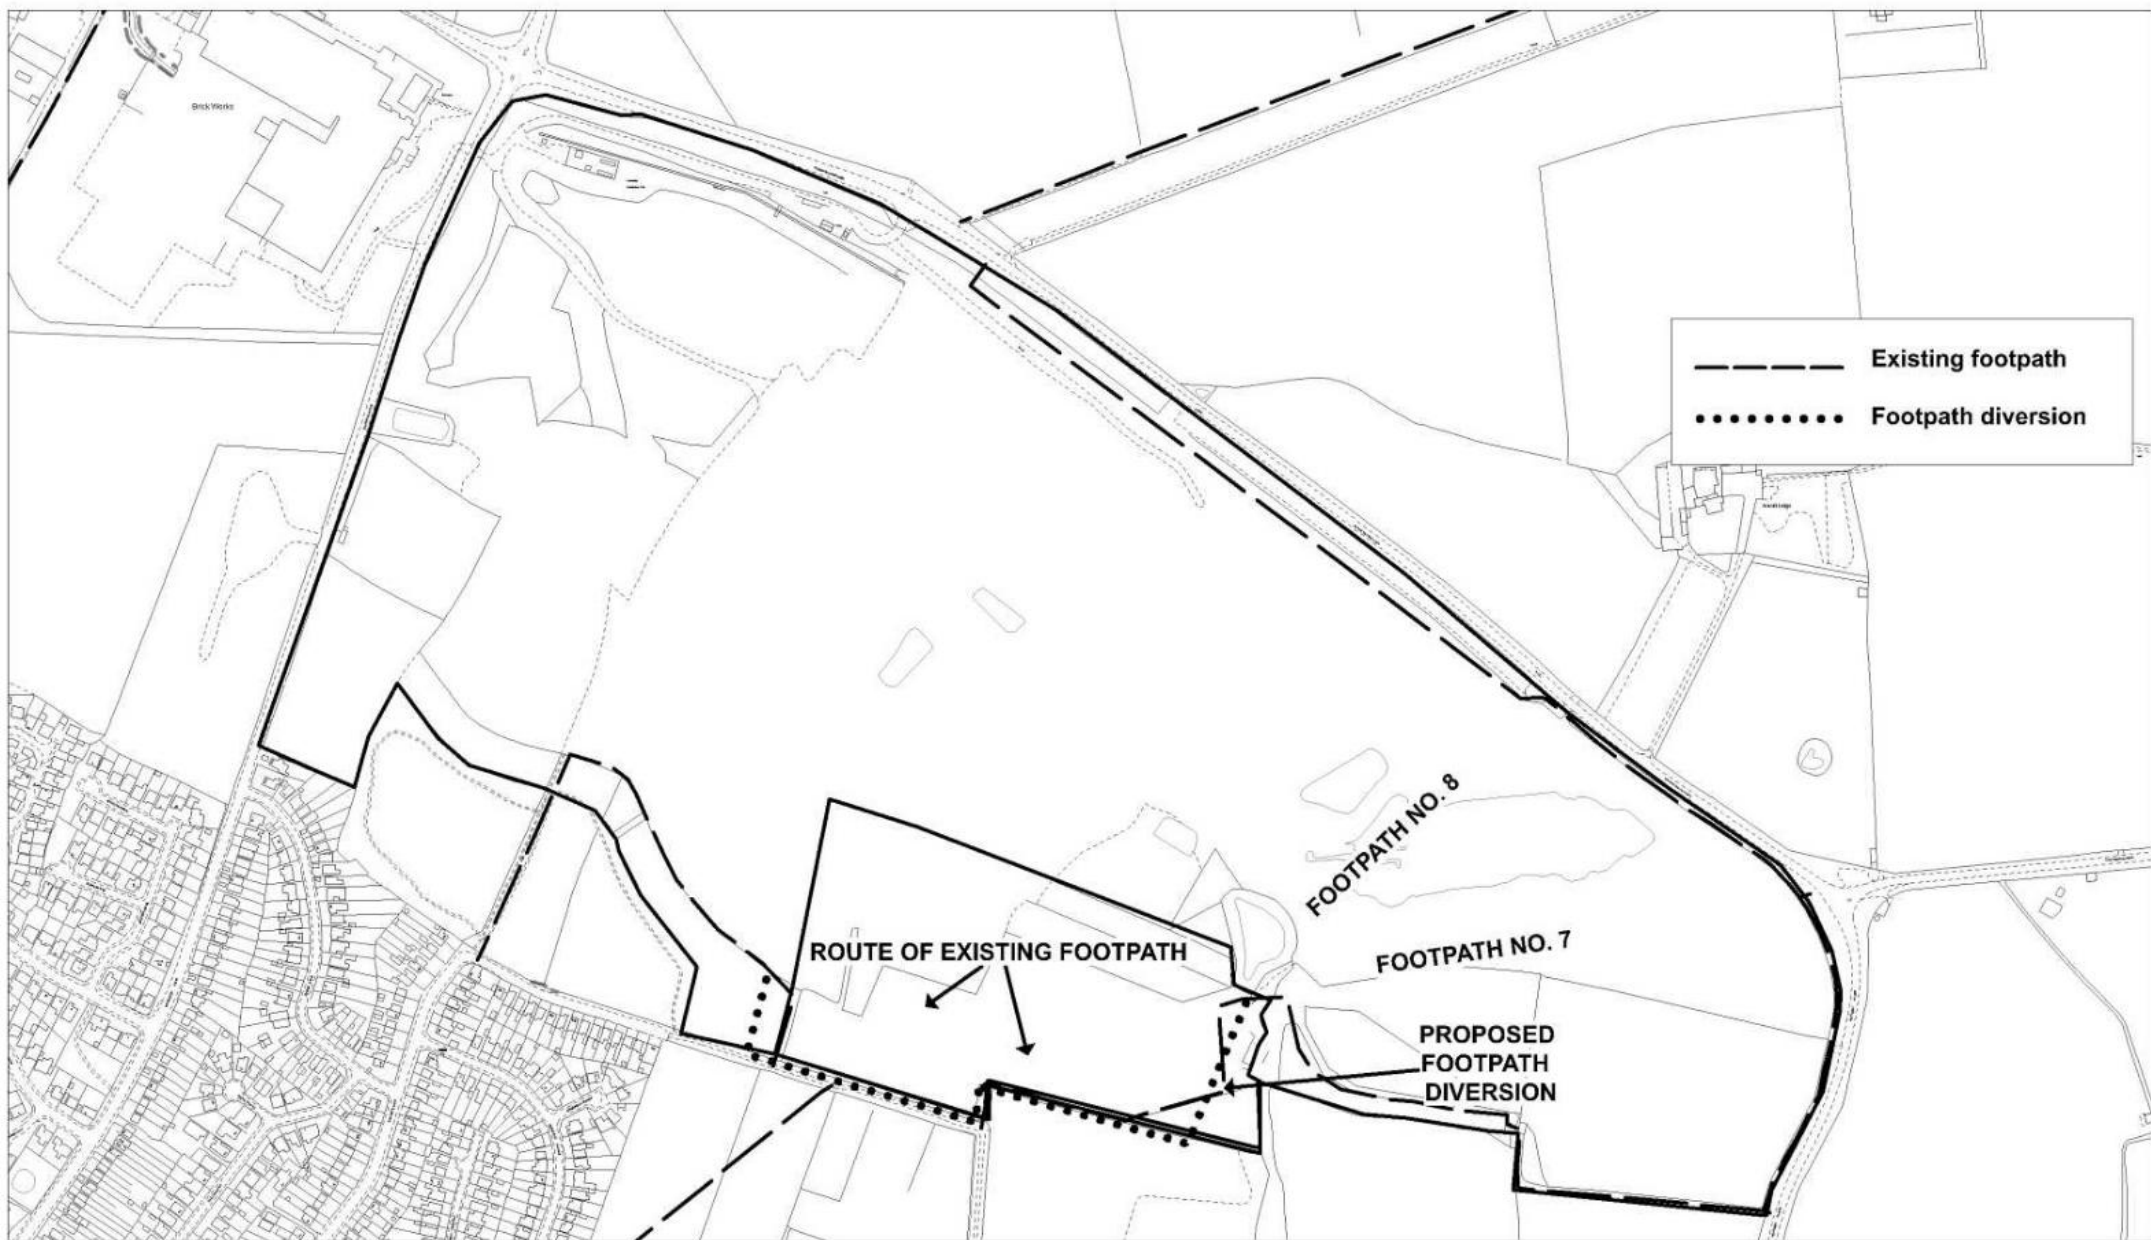 Brick Works
Existing footpath
Footpath diversion
FOOTPATH NO. 8
FOOTPATH NO. 7
ROUTE OF EXISTING FOOTPATH
PROPOSED
FOOTPATH
DIVERSION